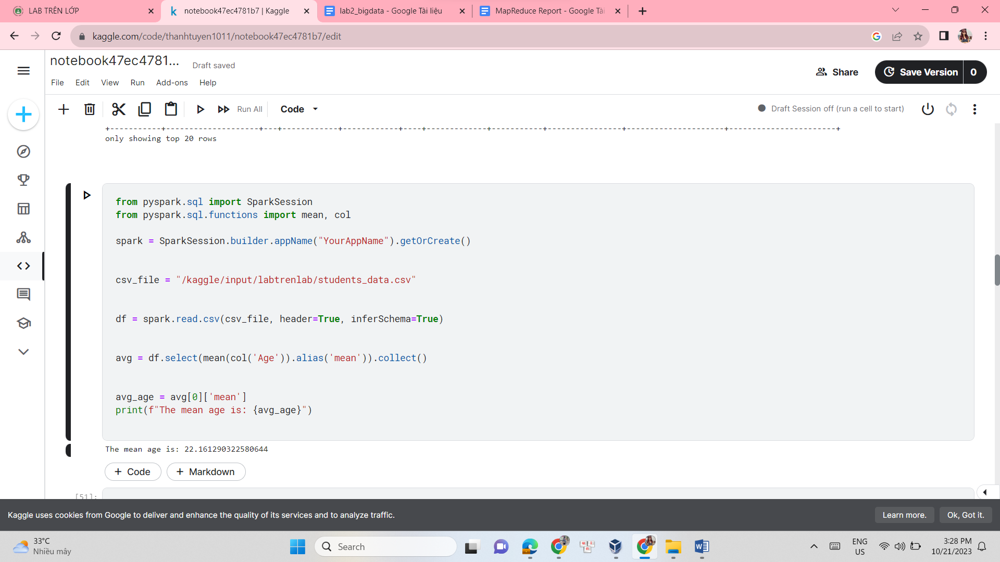 LAB TRÊN LỚP
notebook47ec4781b7 | Kaggle
lab2_bigdata - Google Tài liệu
MapReduce Report - Google Tài
kaggle.com/code/thanhtuyen1011/notebook47ec4781b7/edit
notebook47ec4781... Draft saved
File Edit View Run Add-ons Help
Share
Save Version 0
Run All
Code
Draft Session off (run a cell to start)
+-----------+--------------------+---+------------+------------+----+-------------+-----------+----------------+---------------------+-----------------------+
only showing top 20 rows
from pyspark.sql import SparkSession
from pyspark.sql.functions import mean, col
spark = SparkSession.builder.appName("YourAppName").getOrCreate()
csv_file = "/kaggle/input/labtrenlab/students_data.csv"
df = spark.read.csv(csv_file, header=True, inferSchema=True)
avg = df.select(mean(col('Age')).alias('mean')).collect()
avg_age = avg[0]['mean']
print(f"The mean age is: {avg_age}")
The mean age is: 22.161290322580644
+ Code
+ Markdown
[51]:
Kaggle uses cookies from Google to deliver and enhance the quality of its services and to analyze traffic.
Learn more.
Ok, Got it.
33°C
Nhiều mây
Search
ENG
US
3:28 PM
10/21/2023